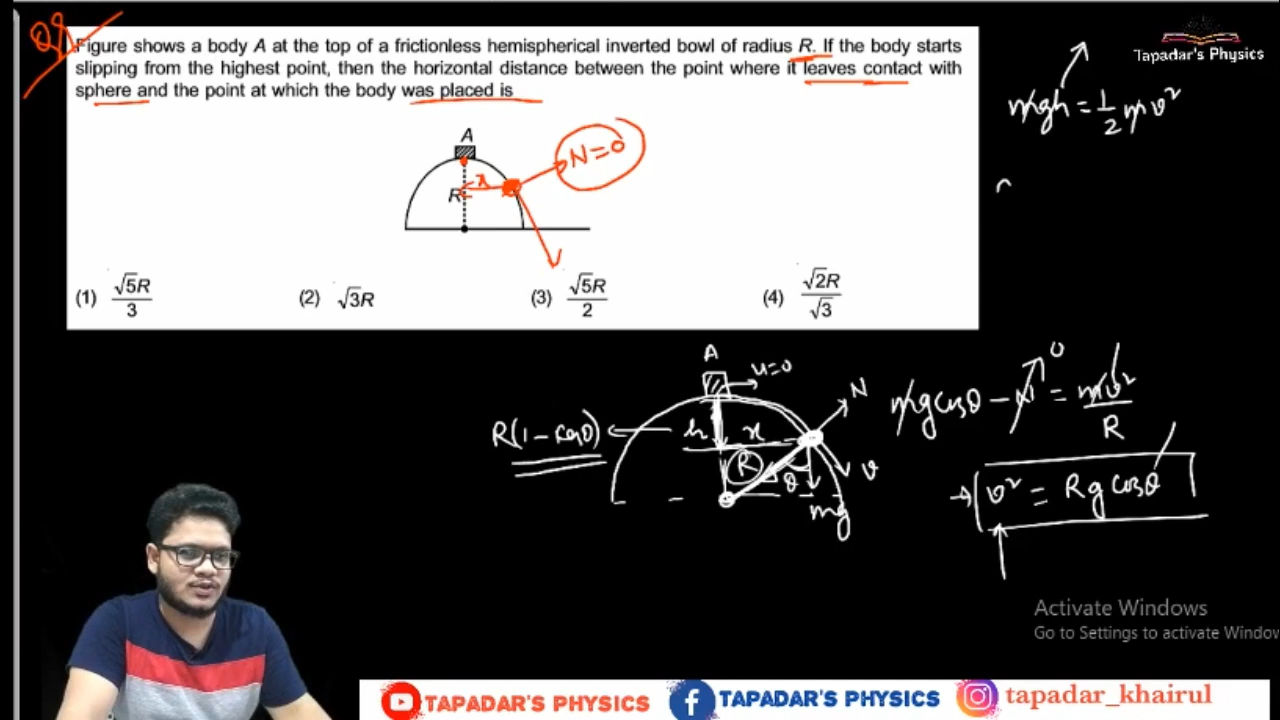 Q8
Figure shows a body A at the top of a frictionless hemispherical inverted bowl of radius R. If the body starts
slipping from the highest point, then the horizontal distance between the point where it leaves contact with
sphere and the point at which the body was placed is
A
N=0
x
R
(1) √5R/3
(2) √3R
(3) √5R/2
(4) √2R/√3
Tapadar's Physics
mgh = 1/2 mv²
A
u=0
N
R(1 - cosθ)
h
x
R
θ
v
mg
mgcosθ - N = mv²/R
0
→ v² = Rgcosθ
Activate Windows
Go to Settings to activate Window
TAPADAR'S PHYSICS
TAPADAR'S PHYSICS
tapadar_khairul